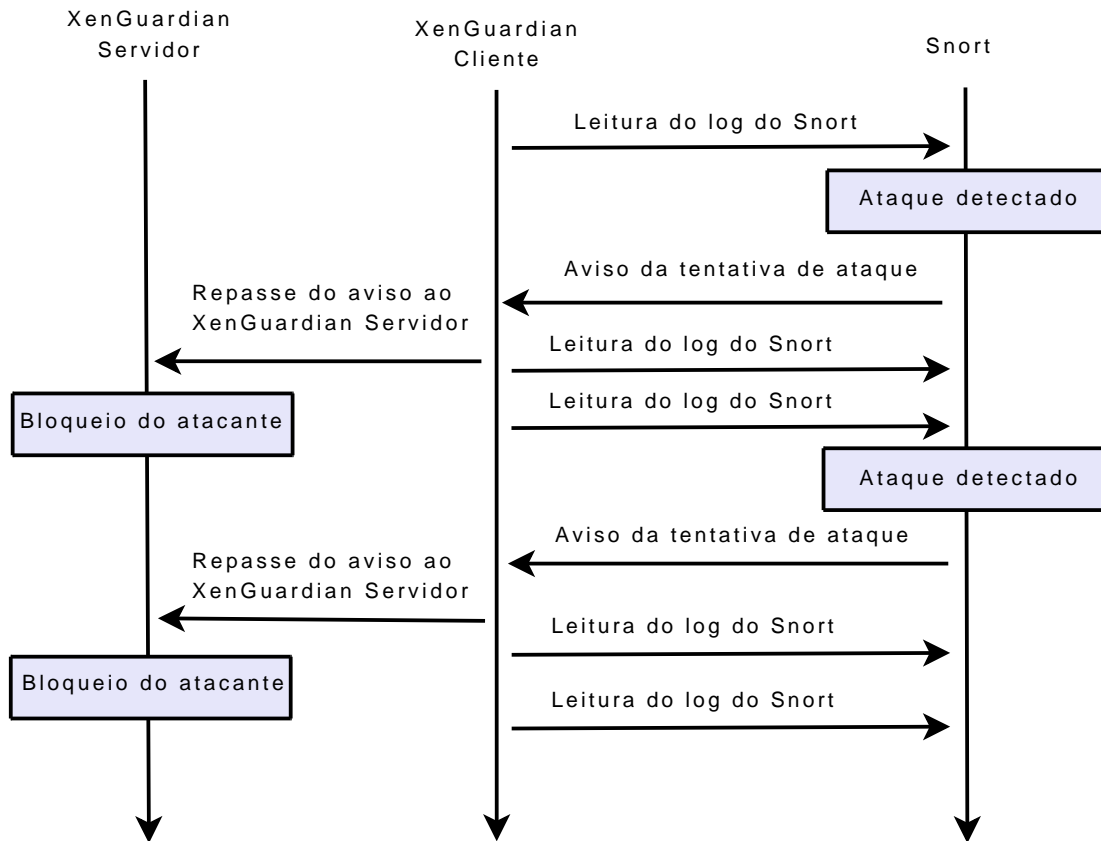 XenGuardian
Servidor
XenGuardian
Cliente
Snort
Leitura do log do Snort
Ataque detectado
Aviso da tentativa de ataque
Repasse do aviso ao
XenGuardian Servidor
Leitura do log do Snort
Leitura do log do Snort
Bloqueio do atacante
Ataque detectado
Aviso da tentativa de ataque
Repasse do aviso ao
XenGuardian Servidor
Leitura do log do Snort
Bloqueio do atacante
Leitura do log do Snort